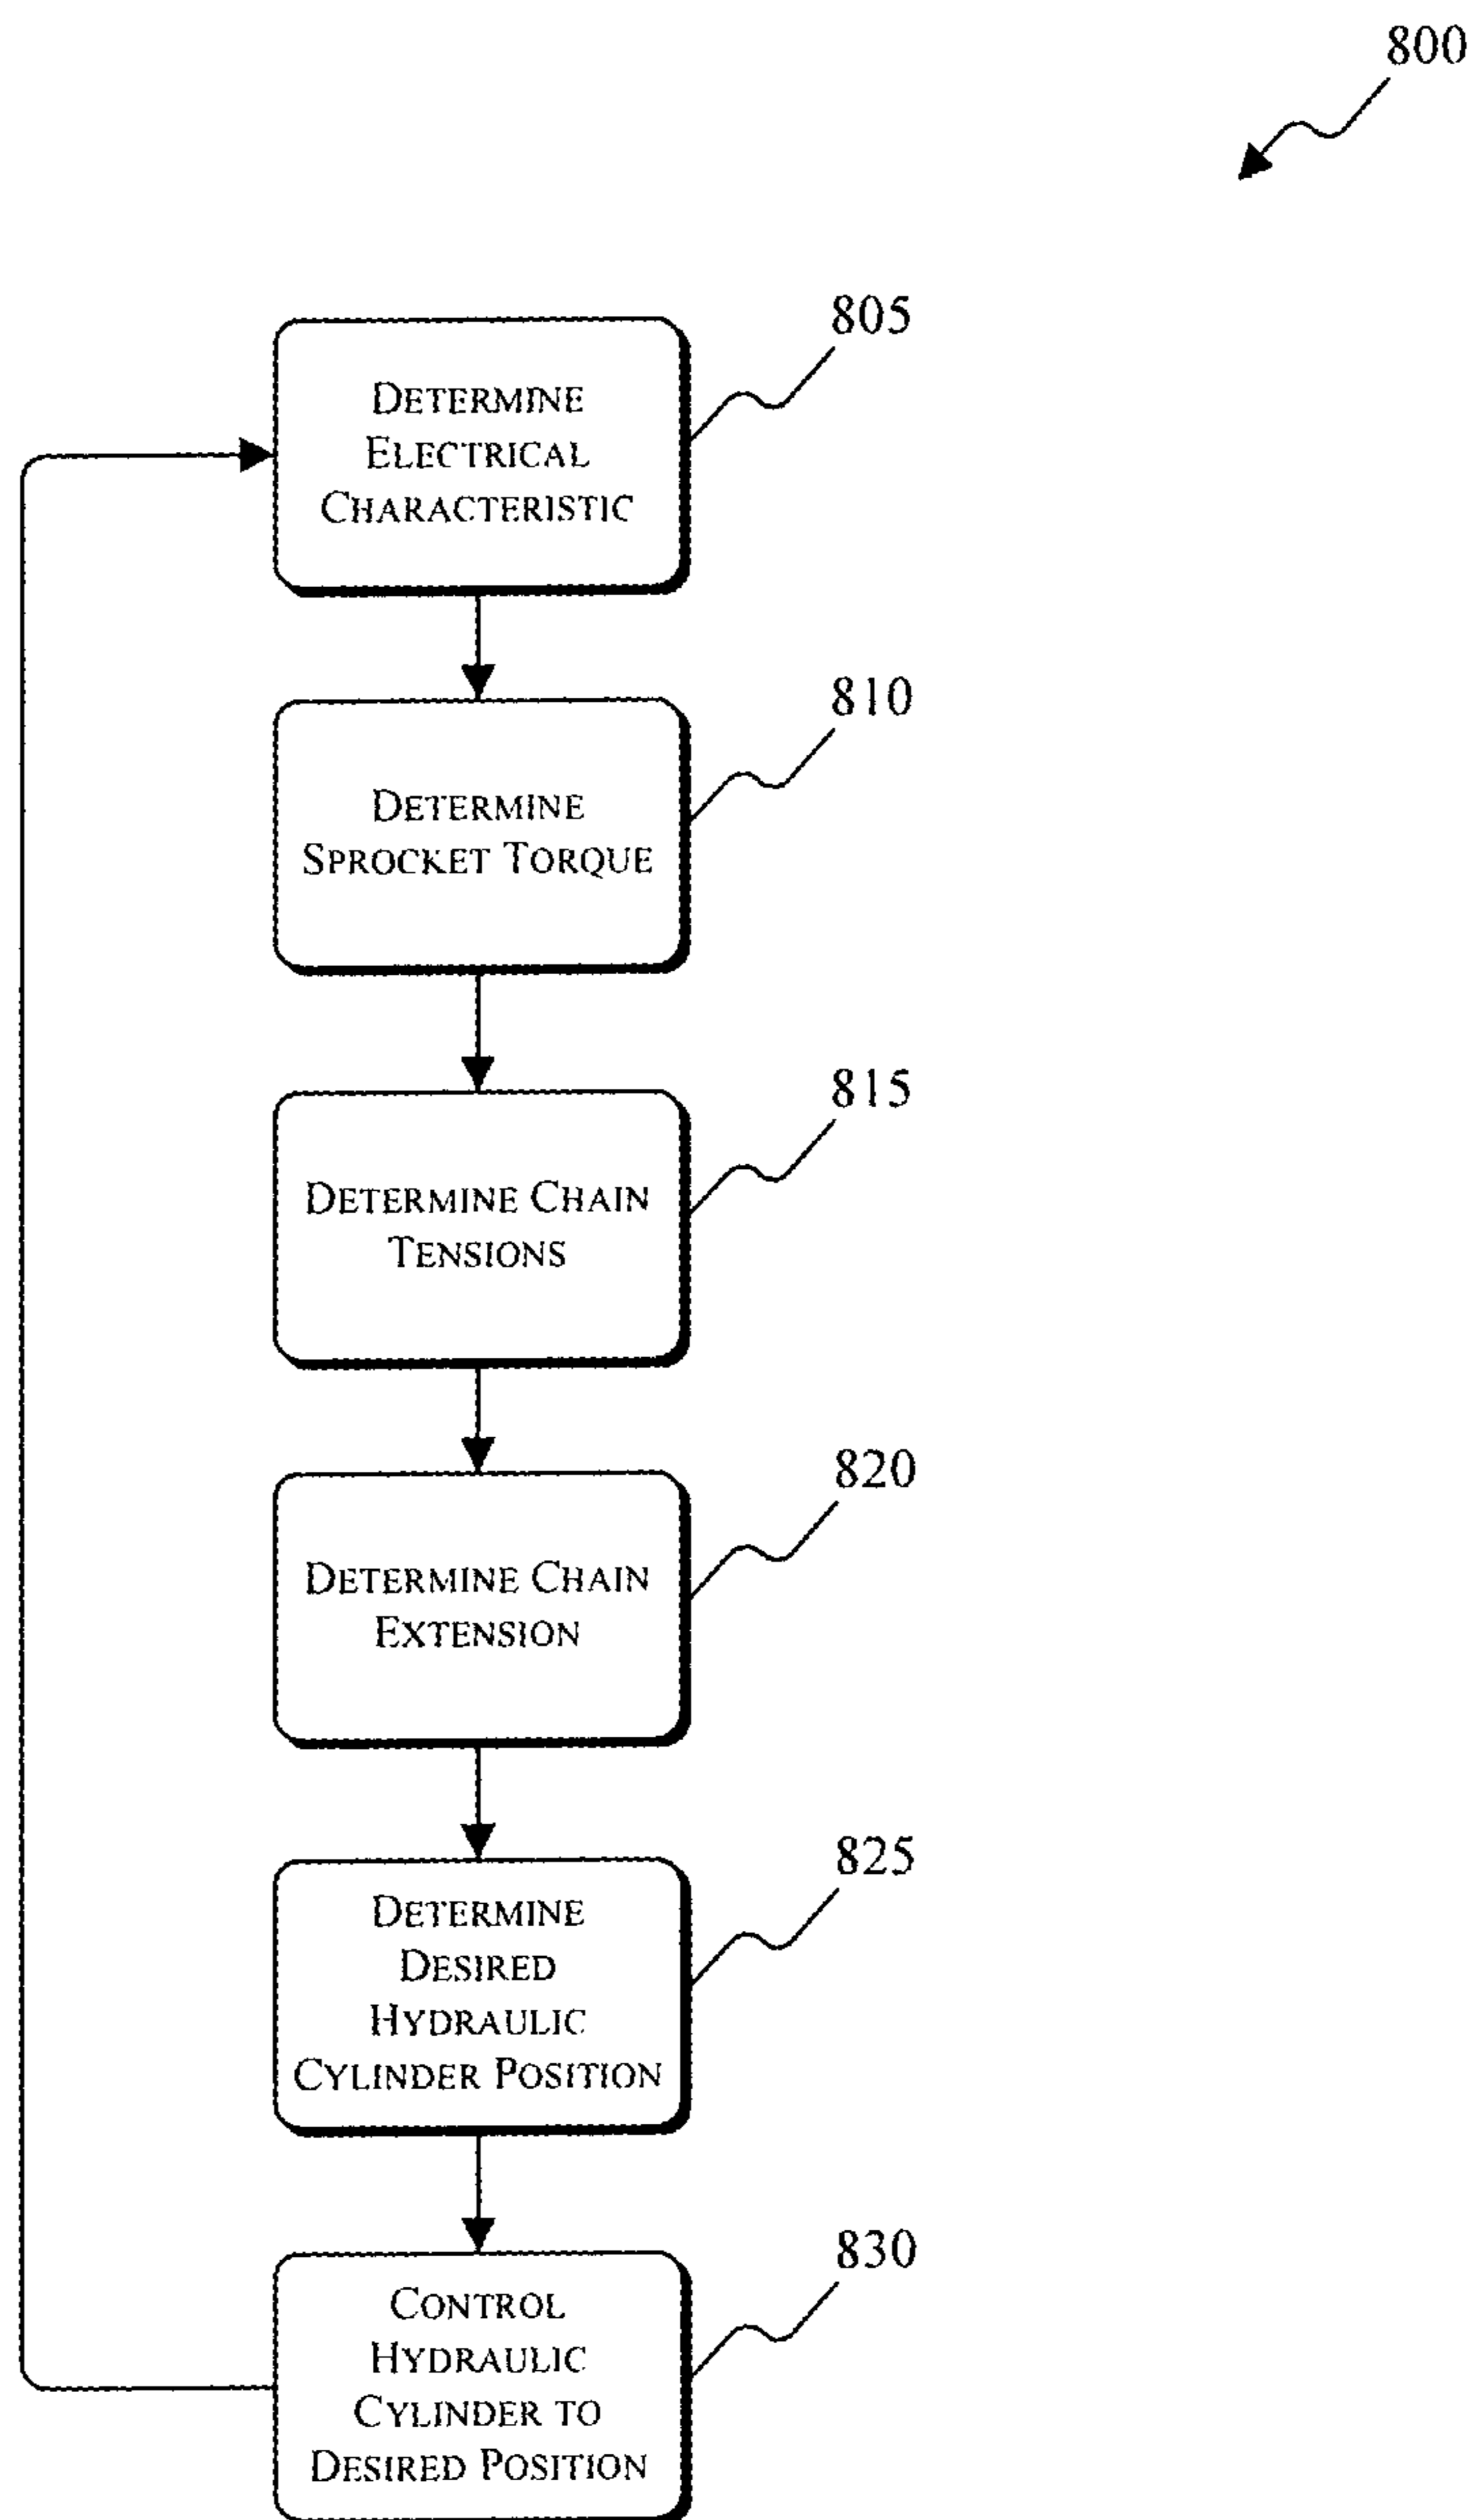 800
805
DETERMINE
ELECTRICAL
CHARACTERISTIC
810
DETERMINE
SPROCKET TORQUE
815
DETERMINE CHAIN
TENSIONS
820
DETERMINE CHAIN
EXTENSION
825
DETERMINE
DESIRED
HYDRAULIC
CYLINDER POSITION
830
CONTROL
HYDRAULIC
CYLINDER TO
DESIRED POSITION